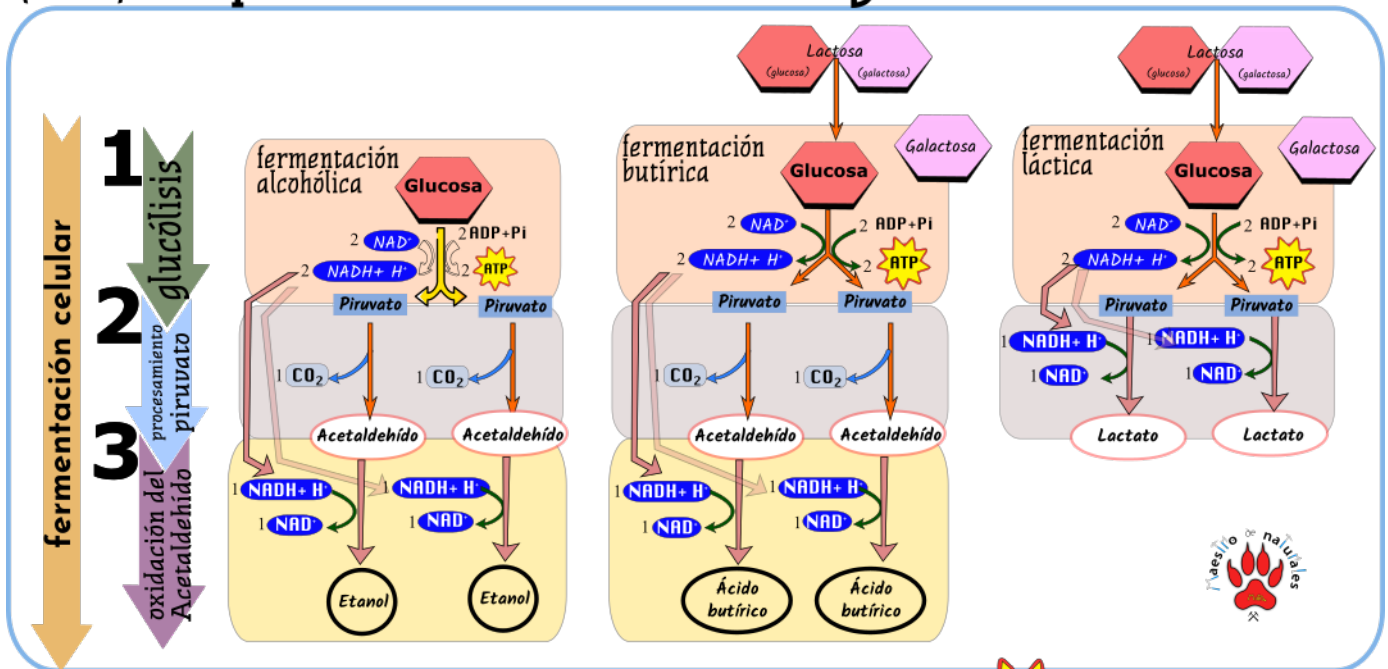 fermentación celular
1
glucólisis
2
procesamiento
piruvato
3
oxidación del
Acetaldehído
fermentación
alcohólica
Glucosa
2 NAD⁺
2 ADP+Pi
2 NADH+ H⁺
2 ATP
Piruvato
Piruvato
1 CO₂
1 CO₂
Acetaldehído
Acetaldehído
1 NADH+ H⁺
1 NADH+ H⁺
1 NAD⁺
1 NAD⁺
Etanol
Etanol
Lactosa
(glucosa)
(galactosa)
fermentación
butírica
Galactosa
Glucosa
2 NAD⁺
2 ADP+Pi
2 NADH+ H⁺
2 ATP
Piruvato
Piruvato
1 CO₂
1 CO₂
Acetaldehído
Acetaldehído
1 NADH+ H⁺
1 NADH+ H⁺
1 NAD⁺
1 NAD⁺
Ácido
butírico
Ácido
butírico
Lactosa
(glucosa)
(galactosa)
fermentación
láctica
Galactosa
Glucosa
2 NAD⁺
2 ADP+Pi
2 NADH+ H⁺
2 ATP
Piruvato
Piruvato
1 NADH+ H⁺
1 NADH+ H⁺
1 NAD⁺
1 NAD⁺
Lactato
Lactato
Maestro de naturales